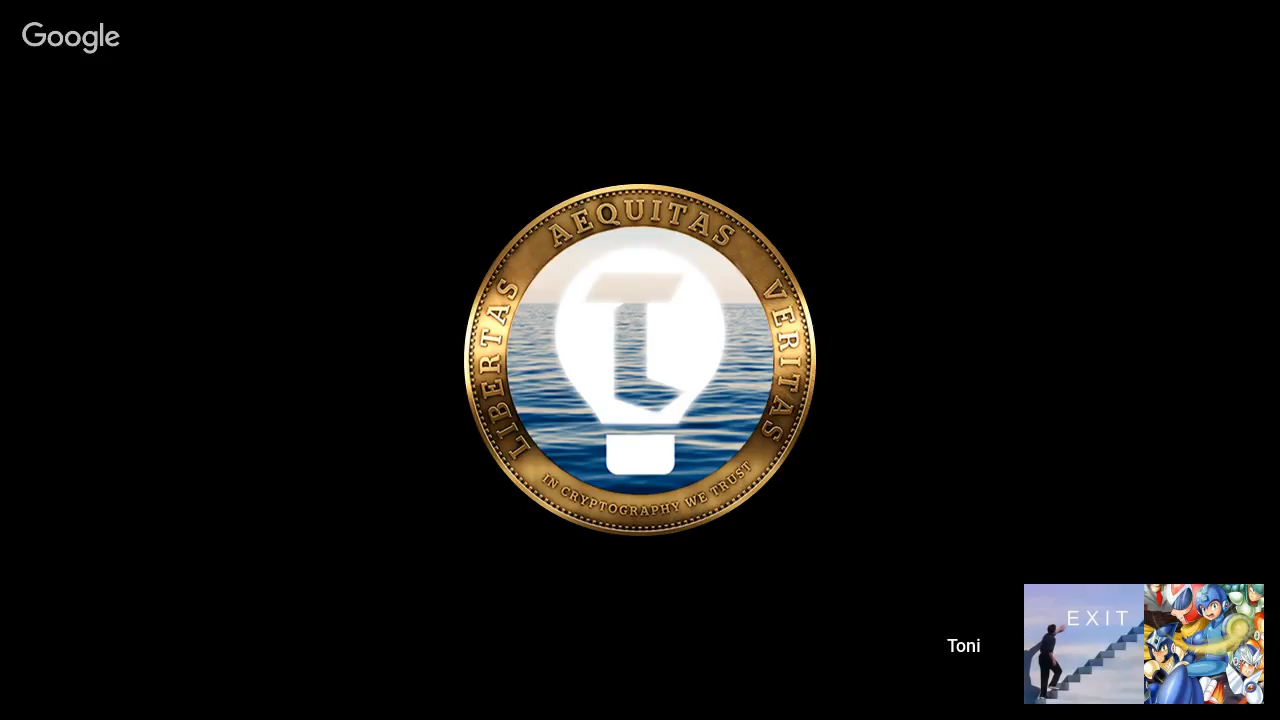 Google
AEQUITAS
LIBERTAS
VERITAS
IN CRYPTOGRAPHY WE TRUST
EXIT
Toni